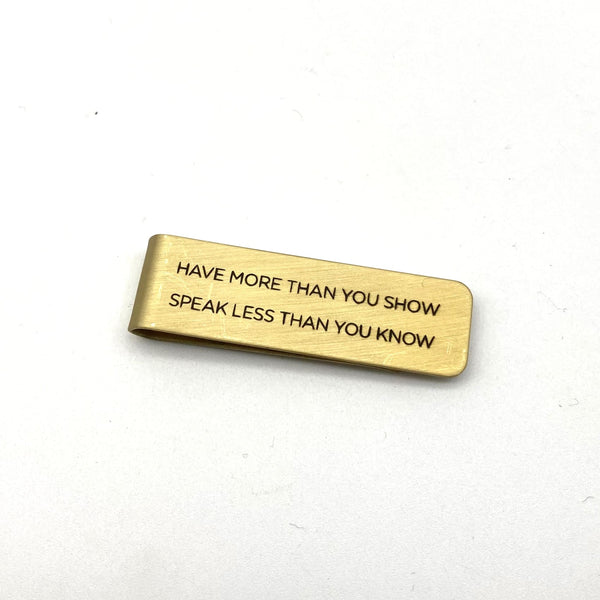 HAVE MORE THAN YOU SHOW
SPEAK LESS THAN YOU KNOW